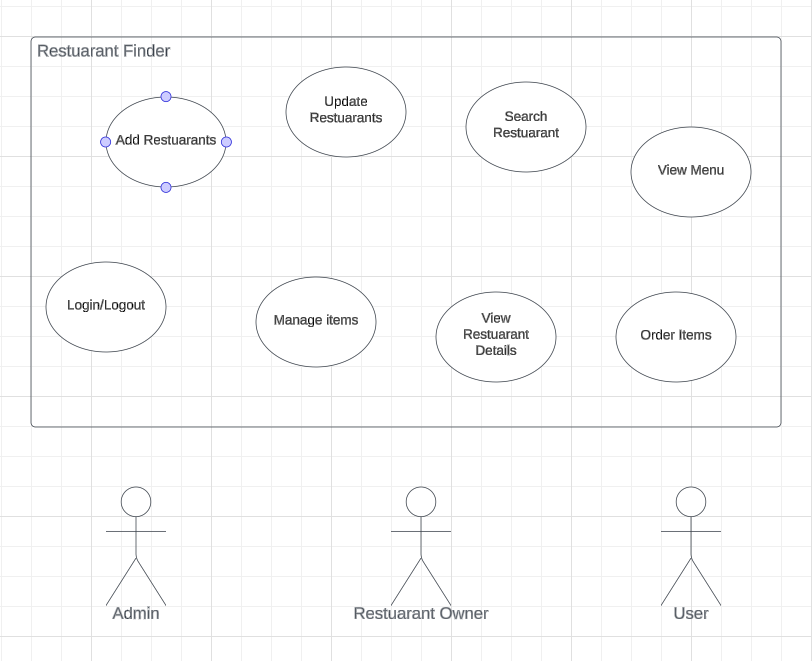 Restuarant Finder
Add Restuarants
Update
Restuarants
Search
Restuarant
View Menu
Login/Logout
Manage items
View
Restuarant
Details
Order Items
Admin
Restuarant Owner
User